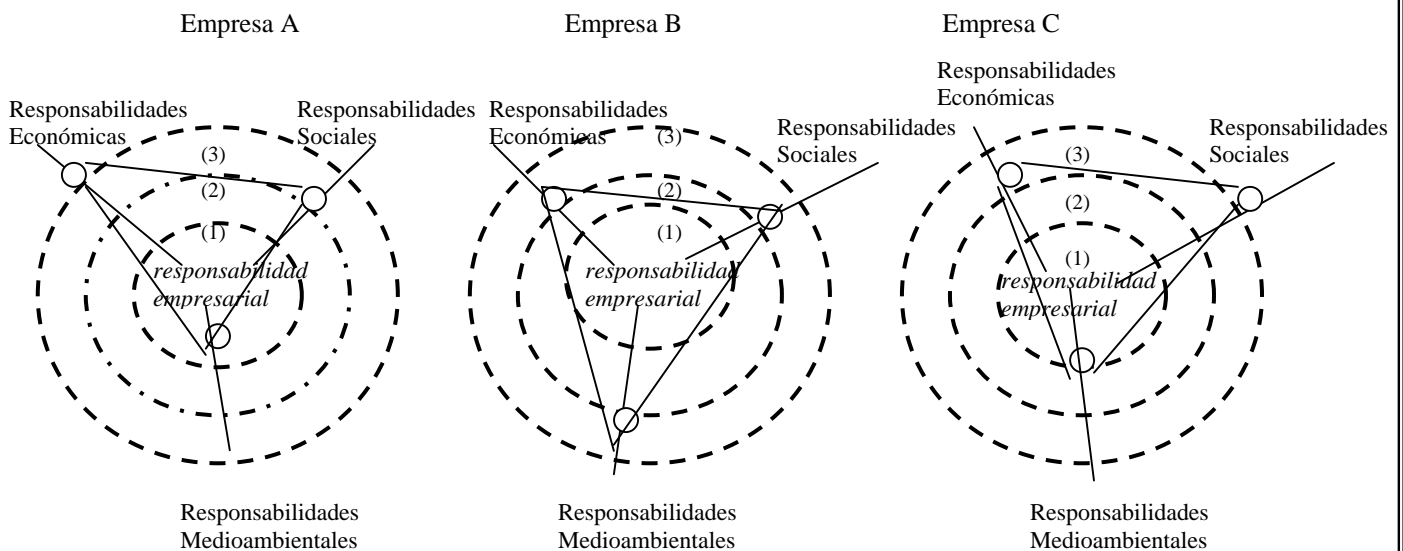 Empresa A
Empresa B
Empresa C
Responsabilidades
Económicas
Responsabilidades
Sociales
(3)
(2)
(1)
responsabilidad
empresarial
Responsabilidades
Medioambientales
Responsabilidades
Económicas
Responsabilidades
Sociales
(3)
(2)
(1)
responsabilidad
empresarial
Responsabilidades
Medioambientales
Responsabilidades
Económicas
Responsabilidades
Sociales
(3)
(2)
(1)
responsabilidad
empresarial
Responsabilidades
Medioambientales